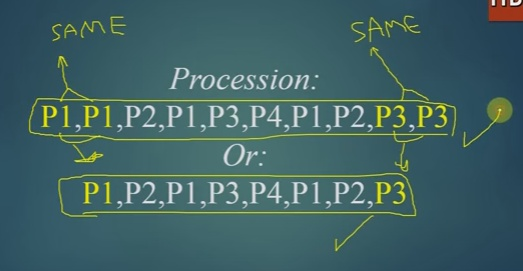 SAME SAME
Procession:
P1,P1,P2,P1,P3,P4,P1,P2,P3,P3
Or:
P1,P2,P1,P3,P4,P1,P2,P3